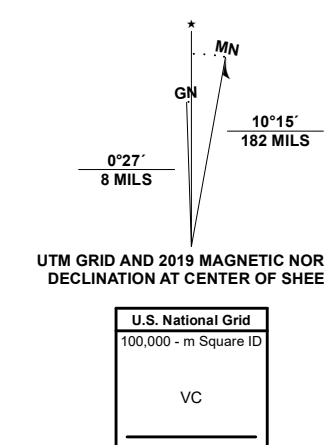 MN
GN
10°15´
182 MILS
0°27´
8 MILS
UTM GRID AND 2019 MAGNETIC NOR
DECLINATION AT CENTER OF SHEE
U.S. National Grid
100,000 - m Square ID
VC